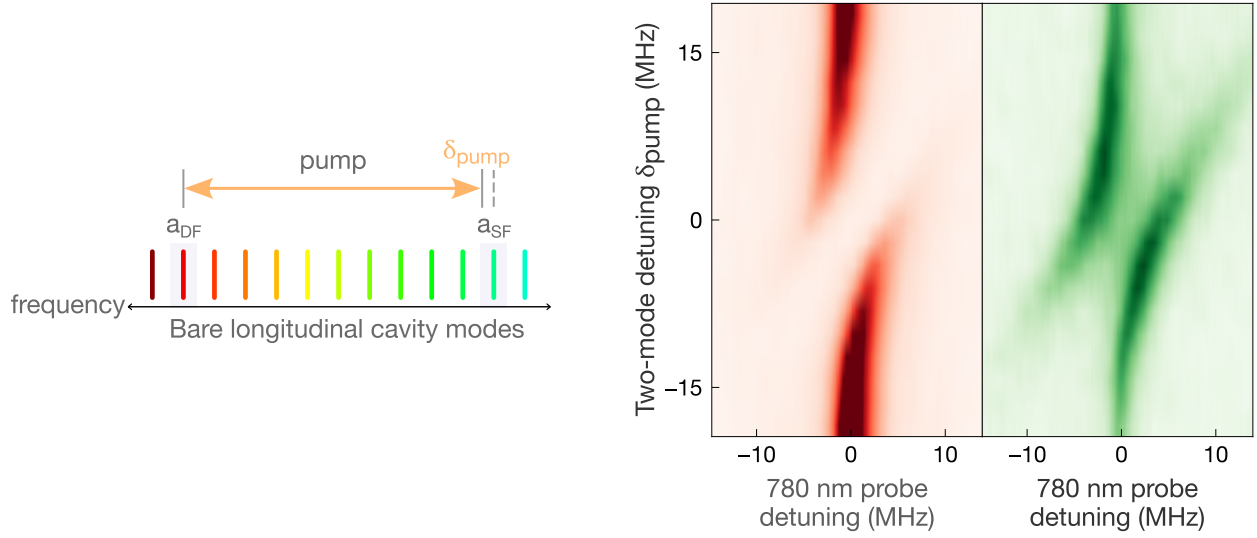 pump
δpump
aDF
aSF
frequency
Bare longitudinal cavity modes
Two-mode detuning δpump (MHz)
15
0
−15
−10
0
10
780 nm probe
detuning (MHz)
−10
0
10
780 nm probe
detuning (MHz)